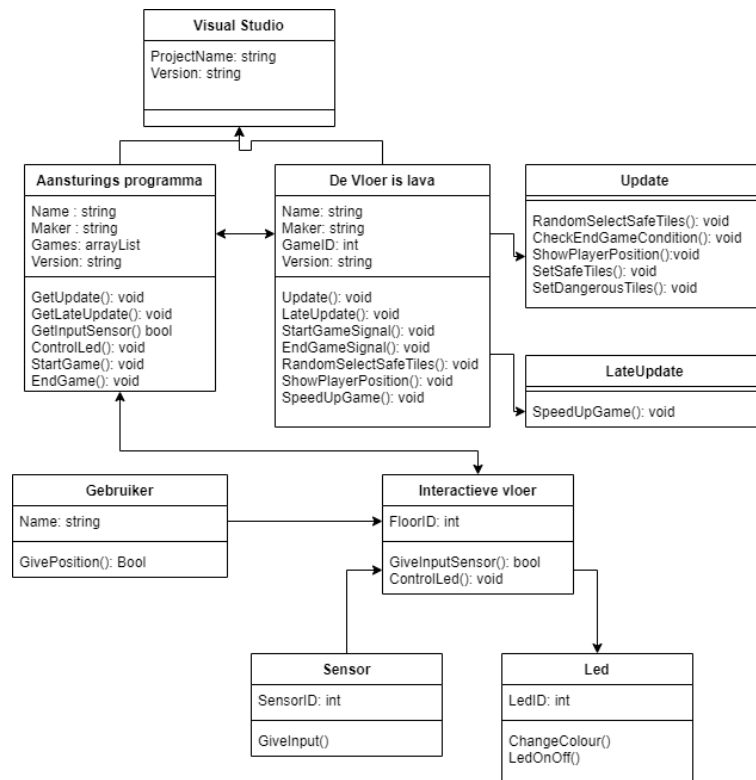 Visual Studio
ProjectName: string
Version: string
Aansturings programma
Name : string
Maker : string
Games: arrayList
Version: string
GetUpdate(): void
GetLateUpdate(): void
GetInputSensor() bool
ControlLed(): void
StartGame(): void
EndGame(): void
De Vloer is lava
Name: string
Maker: string
GameID: int
Version: string
Update(): void
LateUpdate(): void
StartGameSignal(): void
EndGameSignal(): void
RandomSelectSafeTiles(): void
ShowPlayerPosition(): void
SpeedUpGame(): void
Update
RandomSelectSafeTiles(): void
CheckEndGameCondition(): void
ShowPlayerPosition():void
SetSafeTiles(): void
SetDangerousTiles(): void
LateUpdate
SpeedUpGame(): void
Gebruiker
Name: string
GivePosition(): Bool
Interactieve vloer
FloorID: int
GiveInputSensor(): bool
ControlLed(): void
Sensor
SensorID: int
GiveInput()
Led
LedID: int
ChangeColour()
LedOnOff()